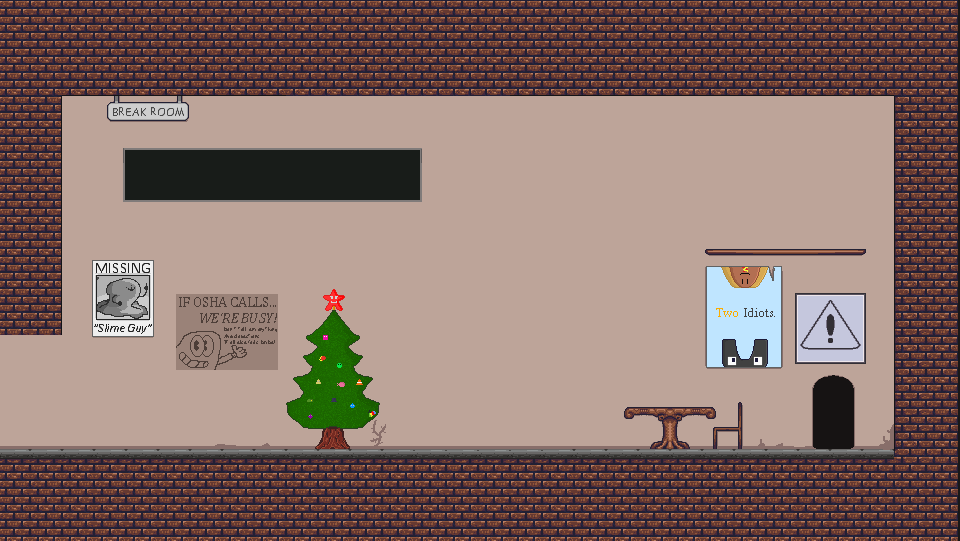 BREAK ROOM
MISSING
"Slime Guy"
IF OSHA CALLS...
WE'RE BUSY!
Two Idiots.
!